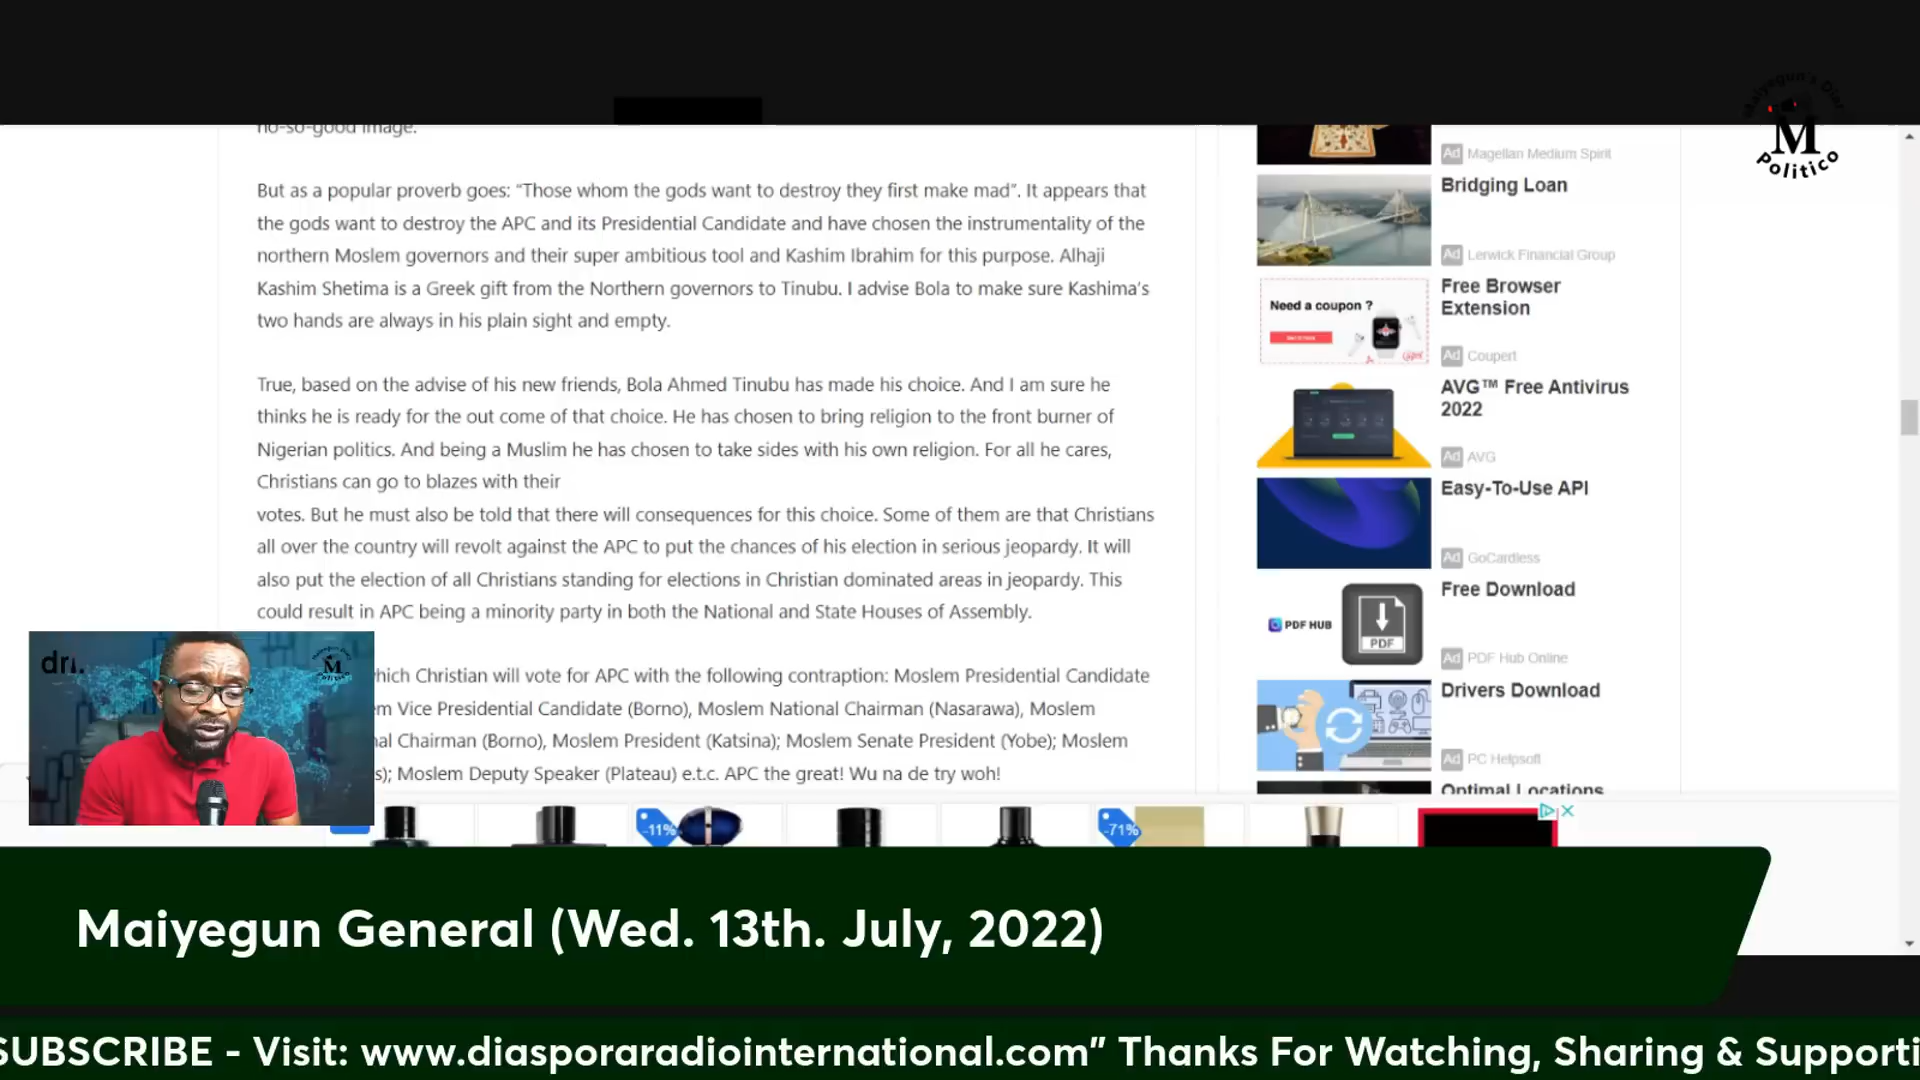 no-so-good image.
But as a popular proverb goes: “Those whom the gods want to destroy they first make mad”. It appears that
the gods want to destroy the APC and its Presidential Candidate and have chosen the instrumentality of the
northern Moslem governors and their super ambitious tool and Kashim Ibrahim for this purpose. Alhaji
Kashim Shetima is a Greek gift from the Northern governors to Tinubu. I advise Bola to make sure Kashima’s
two hands are always in his plain sight and empty.
True, based on the advise of his new friends, Bola Ahmed Tinubu has made his choice. And I am sure he
thinks he is ready for the out come of that choice. He has chosen to bring religion to the front burner of
Nigerian politics. And being a Muslim he has chosen to take sides with his own religion. For all he cares,
Christians can go to blazes with their
votes. But he must also be told that there will consequences for this choice. Some of them are that Christians
all over the country will revolt against the APC to put the chances of his election in serious jeopardy. It will
also put the election of all Christians standing for elections in Christian dominated areas in jeopardy. This
could result in APC being a minority party in both the National and State Houses of Assembly.
hich Christian will vote for APC with the following contraption: Moslem Presidential Candidate
m Vice Presidential Candidate (Borno), Moslem National Chairman (Nasarawa), Moslem
al Chairman (Borno), Moslem President (Katsina); Moslem Senate President (Yobe); Moslem
s); Moslem Deputy Speaker (Plateau) e.t.c. APC the great! Wu na de try woh!
Ad Magellan Medium Spirit
Bridging Loan
Ad Lerwick Financial Group
Need a coupon ?
Free Browser
Extension
Ad Coupert
AVG™ Free Antivirus
2022
Ad AVG
Easy-To-Use API
Ad GoCardless
PDF HUB
PDF
Free Download
Ad PDF Hub Online
Drivers Download
Ad PC Helpsoft
Optimal Locations
Maiyegun's Diary
M
Politico
dri.
M
Politico
-11%
-71%
Maiyegun General (Wed. 13th. July, 2022)
SUBSCRIBE - Visit: www.diasporaradiointernational.com” Thanks For Watching, Sharing & Supporti